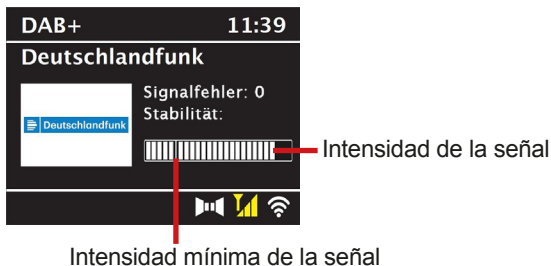 DAB+ 11:39
Deutschlandfunk
Signalfehler: 0
Stabilität:
Deutschlandfunk
Intensidad de la señal
Intensidad mínima de la señal